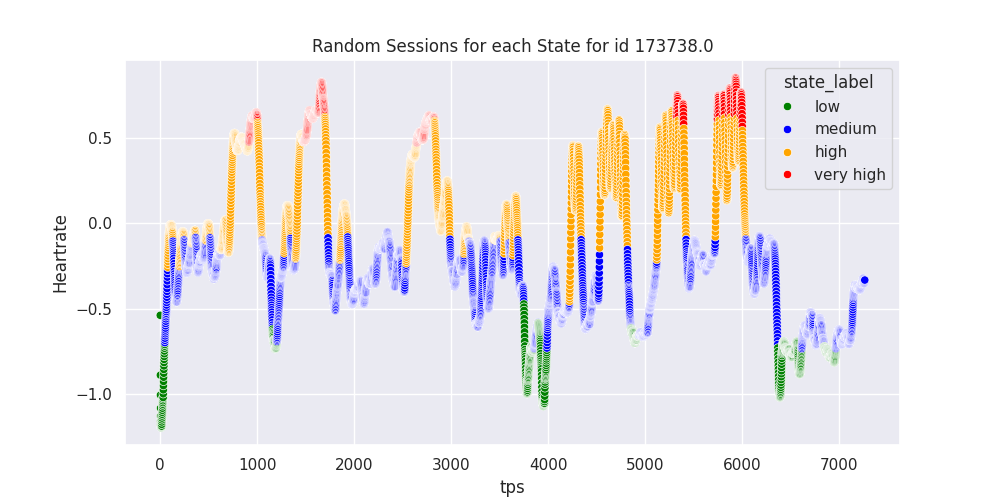 Random Sessions for each State for id 173738.0
state_label
low
medium
high
very high
Heartrate
0.5
0.0
−0.5
−1.0
0 1000 2000 3000 4000 5000 6000 7000
tps